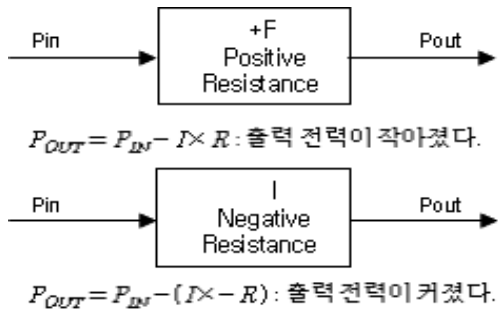 Pin
+F
Positive
Resistance
Pout
P_OUT = P_IN − I × R : 출력 전력이 작아졌다.
Pin
|
Negative
Resistance
Pout
P_OUT = P_IN − (I × − R) : 출력 전력이 커졌다.